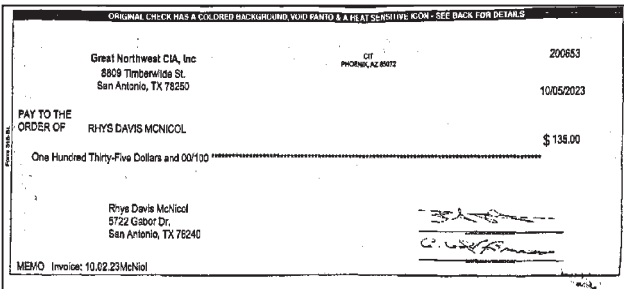 ORIGINAL CHECK HAS A COLORED BACKGROUND, VOID PANTO & A HEAT SENSITIVE ICON - SEE BACK FOR DETAILS
Great Northwest CIA, Inc
8809 Timberwilde St.
San Antonio, TX 78250
CIT
PHOENIX, AZ 85072
200653
10/05/2023
PAY TO THE
ORDER OF RHYS DAVIS MCNICOL
$ 135.00
One Hundred Thirty-Five Dollars and 00/100
Rhys Davis McNicol
5722 Gabor Dr.
San Antonio, TX 78240
MEMO Invoice: 10.02.23McNiol